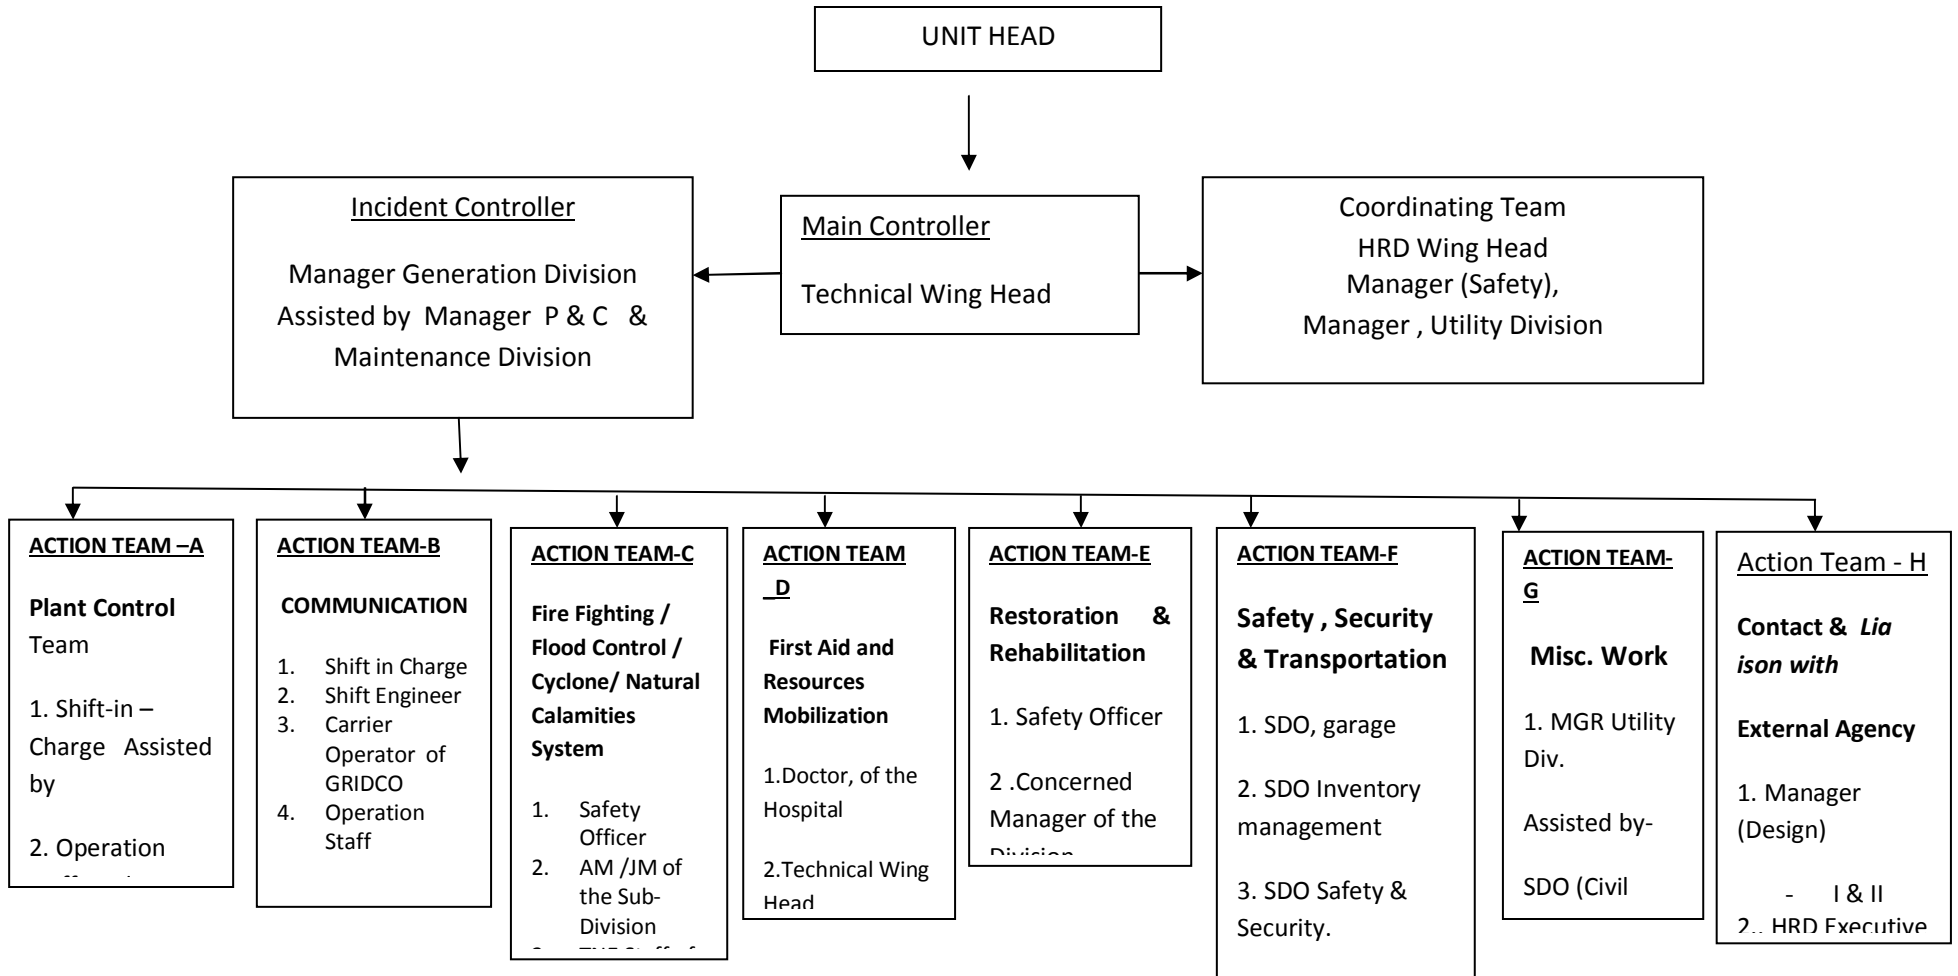 UNIT HEAD
Incident Controller
Manager Generation Division
Assisted by Manager P & C &
Maintenance Division
Main Controller
Technical Wing Head
Coordinating Team
HRD Wing Head
Manager (Safety),
Manager , Utility Division
ACTION TEAM –A
Plant Control
Team
1. Shift-in –
Charge Assisted
by
2. Operation
ACTION TEAM-B
COMMUNICATION
1. Shift in Charge
2. Shift Engineer
3. Carrier
Operator of
GRIDCO
4. Operation
Staff
ACTION TEAM-C
Fire Fighting /
Flood Control /
Cyclone/ Natural
Calamities
System
1. Safety
Officer
2. AM /JM of
the Sub-
Division
ACTION TEAM
_D
First Aid and
Resources
Mobilization
1.Doctor, of the
Hospital
2.Technical Wing
Head
ACTION TEAM-E
Restoration &
Rehabilitation
1. Safety Officer
2 .Concerned
Manager of the
Division
ACTION TEAM-F
Safety , Security
& Transportation
1. SDO, garage
2. SDO Inventory
management
3. SDO Safety &
Security.
ACTION TEAM-
G
Misc. Work
1. MGR Utility
Div.
Assisted by-
SDO (Civil
Action Team - H
Contact & Lia
ison with
External Agency
1. Manager
(Design)
- I & II
2.. HRD Executive